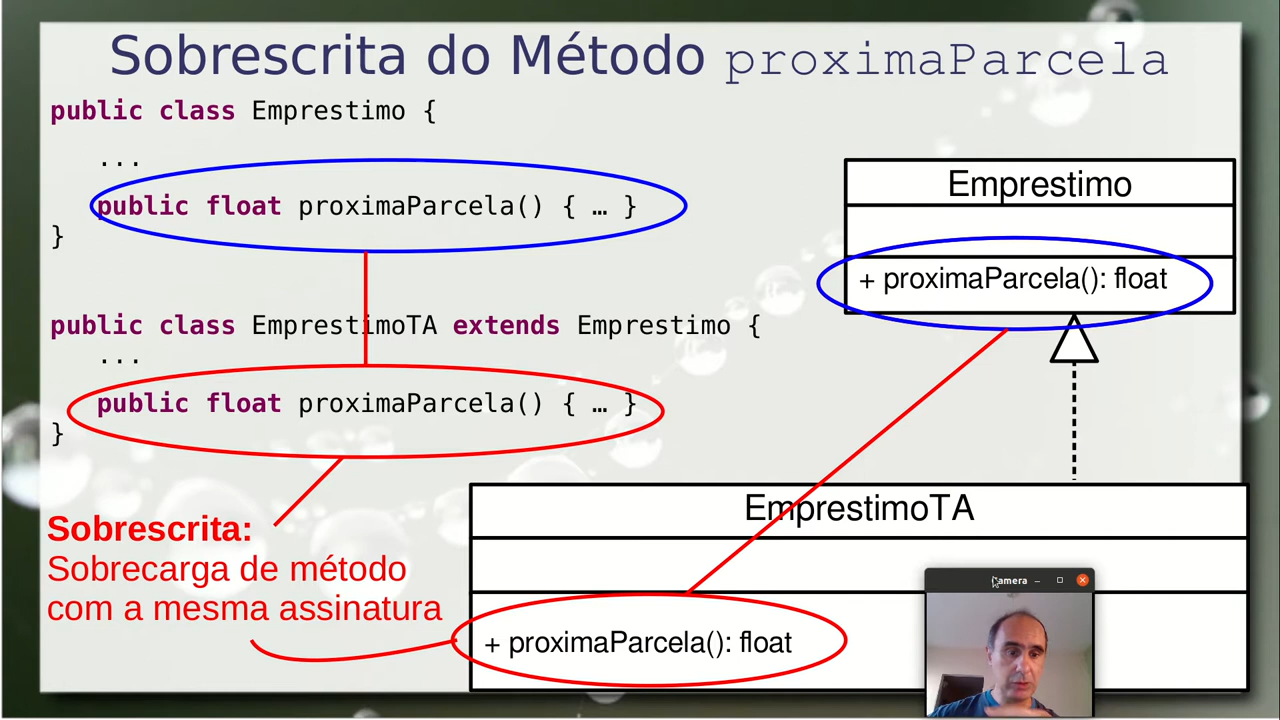 Sobrescrita do Método proximaParcela
public class Emprestimo {
...
public float proximaParcela() { … }
}
public class EmprestimoTA extends Emprestimo {
...
public float proximaParcela() { … }
}
Sobrescrita:
Sobrecarga de método
com a mesma assinatura
Emprestimo
+ proximaParcela(): float
EmprestimoTA
+ proximaParcela(): float
Camera